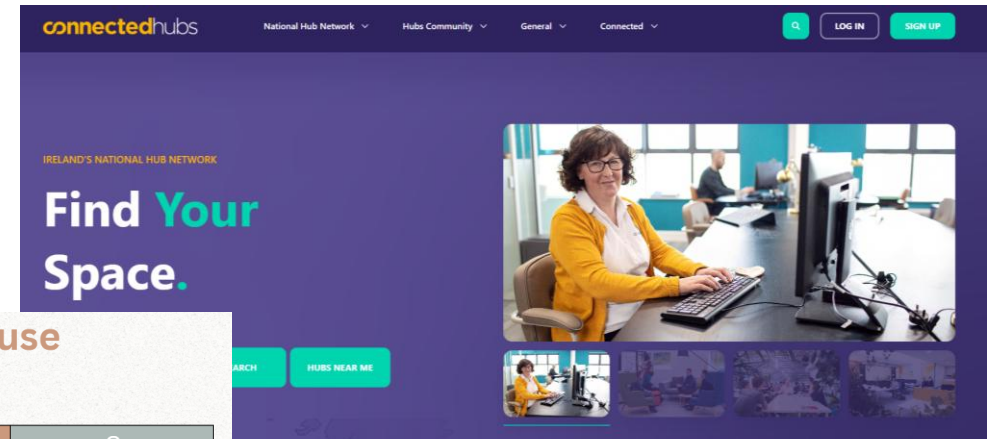 connectedhubs
National Hub Network
Hubs Community
General
Connected
LOG IN
SIGN UP
IRELAND'S NATIONAL HUB NETWORK
Find Your
Space.
use
ARCH
HUBS NEAR ME